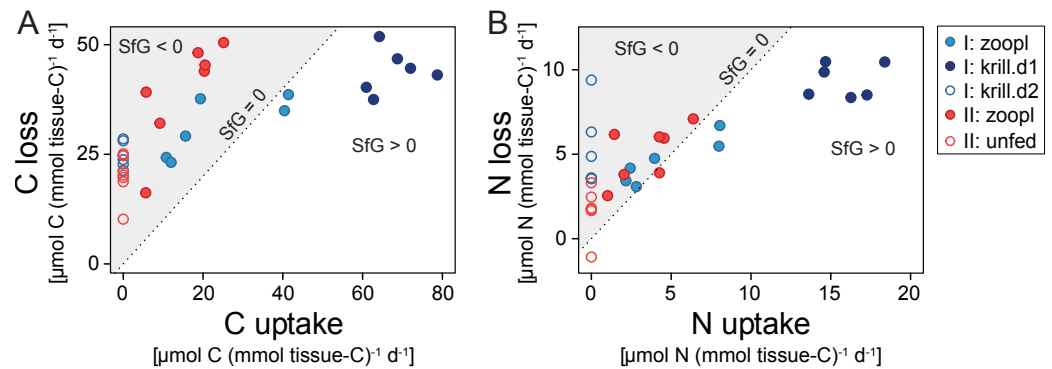 A
C loss
[µmol C (mmol tissue-C)⁻¹ d⁻¹]
50
25
0
SfG < 0
SfG = 0
SfG > 0
0 20 40 60 80
C uptake
[µmol C (mmol tissue-C)⁻¹ d⁻¹]
B
N loss
[µmol N (mmol tissue-C)⁻¹ d⁻¹]
10
5
0
SfG < 0
SfG = 0
SfG > 0
0 5 10 15 20
N uptake
[µmol N (mmol tissue-C)⁻¹ d⁻¹]
I: zoopl
I: krill.d1
I: krill.d2
II: zoopl
II: unfed